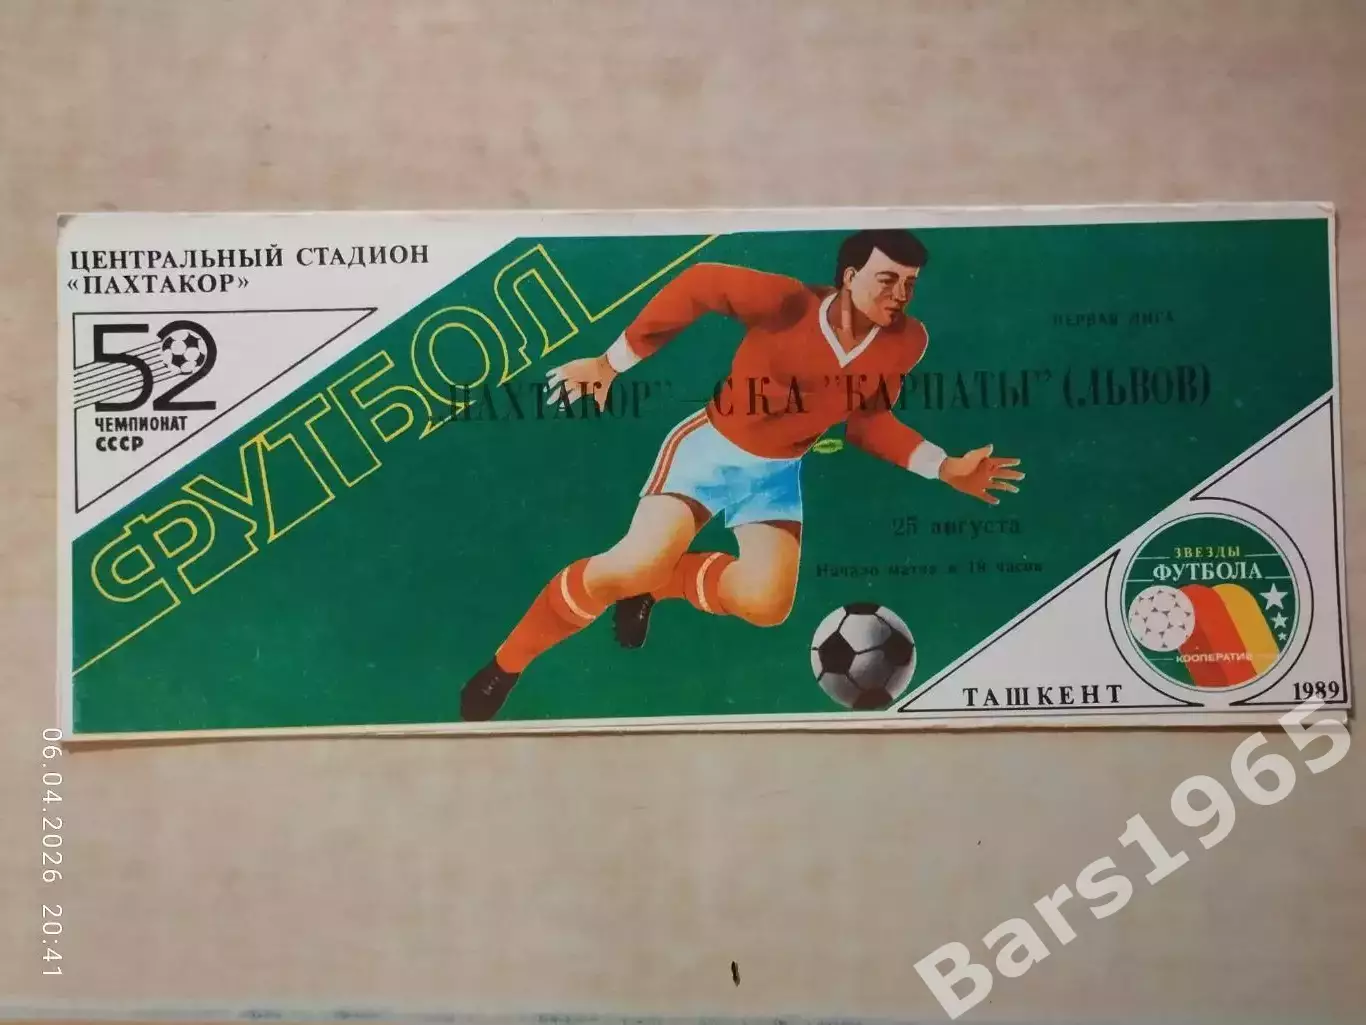 ЦЕНТРАЛЬНЫЙ СТАДИОН
«ПАХТАКОР»
52
ЧЕМПИОНАТ
СССР
ФУТБОЛ
ПЕРВАЯ ЛИГА
„ПАХТАКОР" — СКА "КАРПАТЫ" (ЛЬВОВ)
25 августа
Начало матча в 19 часов
ЗВЕЗДЫ
ФУТБОЛА
КООПЕРАТИВ
ТАШКЕНТ
1989
06.04.2026 20:41
Bars1965